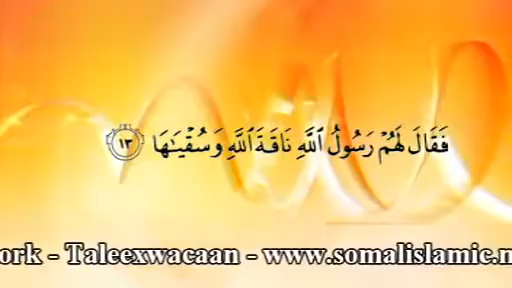 فَقَالَ لَهُمْ رَسُولُ ٱللَّهِ نَاقَةَ ٱللَّهِ وَسُقْيَـٰهَا ١٣
ork - Taleexwacaan - www.somalislamic.n